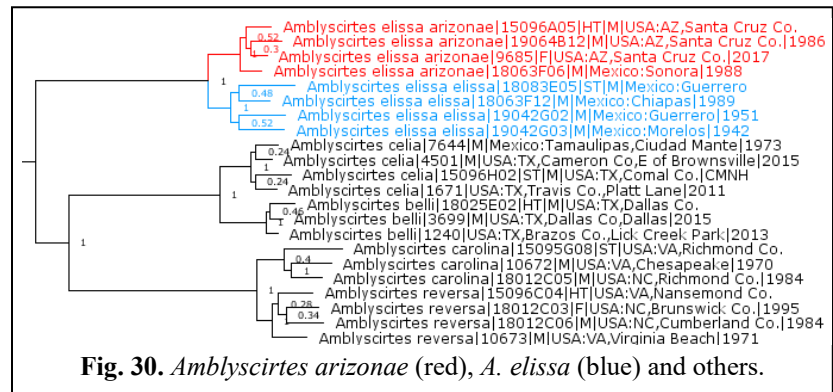 Amblyscirtes elissa arizonae|15096A05|HT|M|USA:AZ,Santa Cruz Co.
0.52
Amblyscirtes elissa arizonae|19064B12|M|USA:AZ,Santa Cruz Co.|1986
0.3
1
Amblyscirtes elissa arizonae|9685|F|USA:AZ,Santa Cruz Co.|2017
Amblyscirtes elissa arizonae|18063F06|M|Mexico:Sonora|1988
1
Amblyscirtes elissa elissa|18083E05|ST|M|Mexico:Guerrero
0.48
Amblyscirtes elissa elissa|18063F12|M|Mexico:Chiapas|1989
1
Amblyscirtes elissa elissa|19042G02|M|Mexico:Guerrero|1951
0.52
Amblyscirtes elissa elissa|19042G03|M|Mexico:Morelos|1942
Amblyscirtes celia|7644|M|Mexico:Tamaulipas,Ciudad Mante|1973
0.24
Amblyscirtes celia|4501|M|USA:TX,Cameron Co,E of Brownsville|2015
1
Amblyscirtes celia|15096H02|ST|M|USA:TX,Comal Co.|CMNH
0.24
Amblyscirtes celia|1671|USA:TX,Travis Co.,Platt Lane|2011
1
Amblyscirtes belli|18025E02|HT|M|USA:TX,Dallas Co.
0.46
Amblyscirtes belli|3699|M|USA:TX,Dallas Co,Dallas|2015
1
Amblyscirtes belli|1240|USA:TX,Brazos Co.,Lick Creek Park|2013
1
Amblyscirtes carolina|15095G08|ST|USA:VA,Richmond Co.
0.4
Amblyscirtes carolina|10672|M|USA:VA,Chesapeake|1970
1
Amblyscirtes carolina|18012C05|M|USA:NC,Richmond Co.|1984
1
Amblyscirtes reversa|15096C04|HT|USA:VA,Nansemond Co.
0.28
Amblyscirtes reversa|18012C03|F|USA:NC,Brunswick Co.|1995
0.34
1
Amblyscirtes reversa|18012C06|M|USA:NC,Cumberland Co.|1984
Amblyscirtes reversa|10673|M|USA:VA,Virginia Beach|1971
Fig. 30. Amblyscirtes arizonae (red), A. elissa (blue) and others.